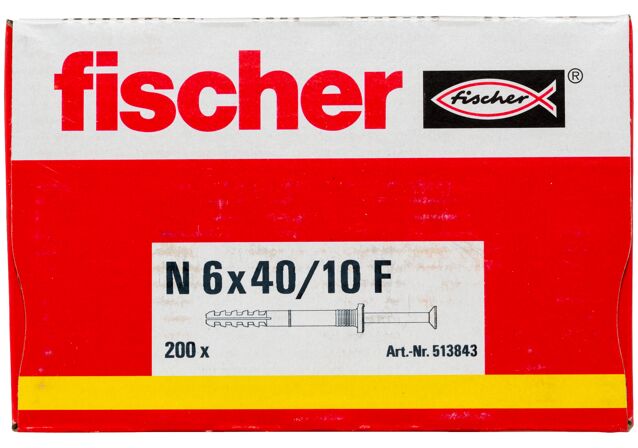 fischer
fischer ®
N 6x40/10 F
200 x Art.-Nr. 513843